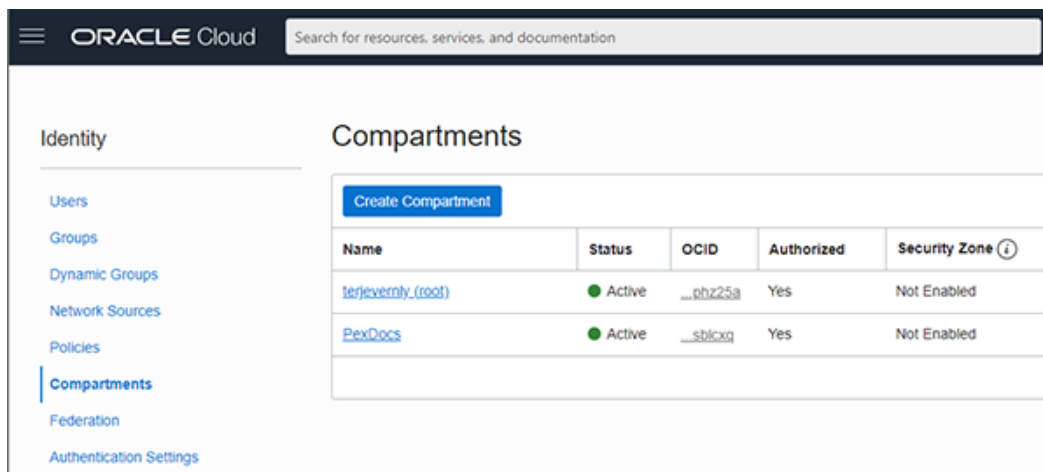 ORACLE Cloud
Search for resources, services, and documentation
Identity
Users
Groups
Dynamic Groups
Network Sources
Policies
Compartments
Federation
Authentication Settings
Compartments
Create Compartment
Name Status OCID Authorized Security Zone i
terjevernly (root) Active ...phz25a Yes Not Enabled
PexDocs Active ...sblcxq Yes Not Enabled